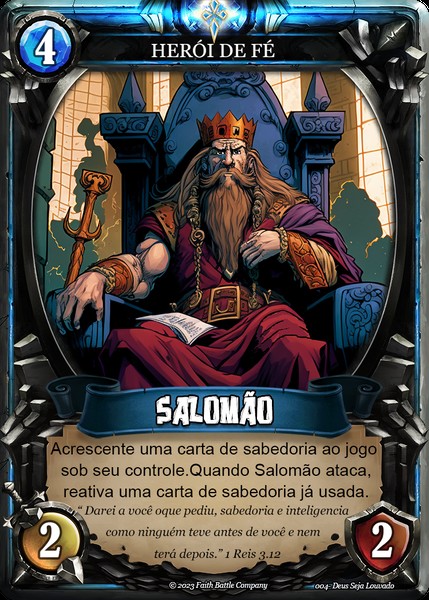 4
HERÓI DE FÉ
SALOMÃO
Acrescente uma carta de sabedoria ao jogo
sob seu controle.Quando Salomão ataca,
reativa uma carta de sabedoria já usada.
“ Darei a você oque pediu, sabedoria e inteligencia
como ninguém teve antes de você e nem
terá depois.” 1 Reis 3.12
2
2
©2023 Faith Battle Company
004- Deus Seja Louvado